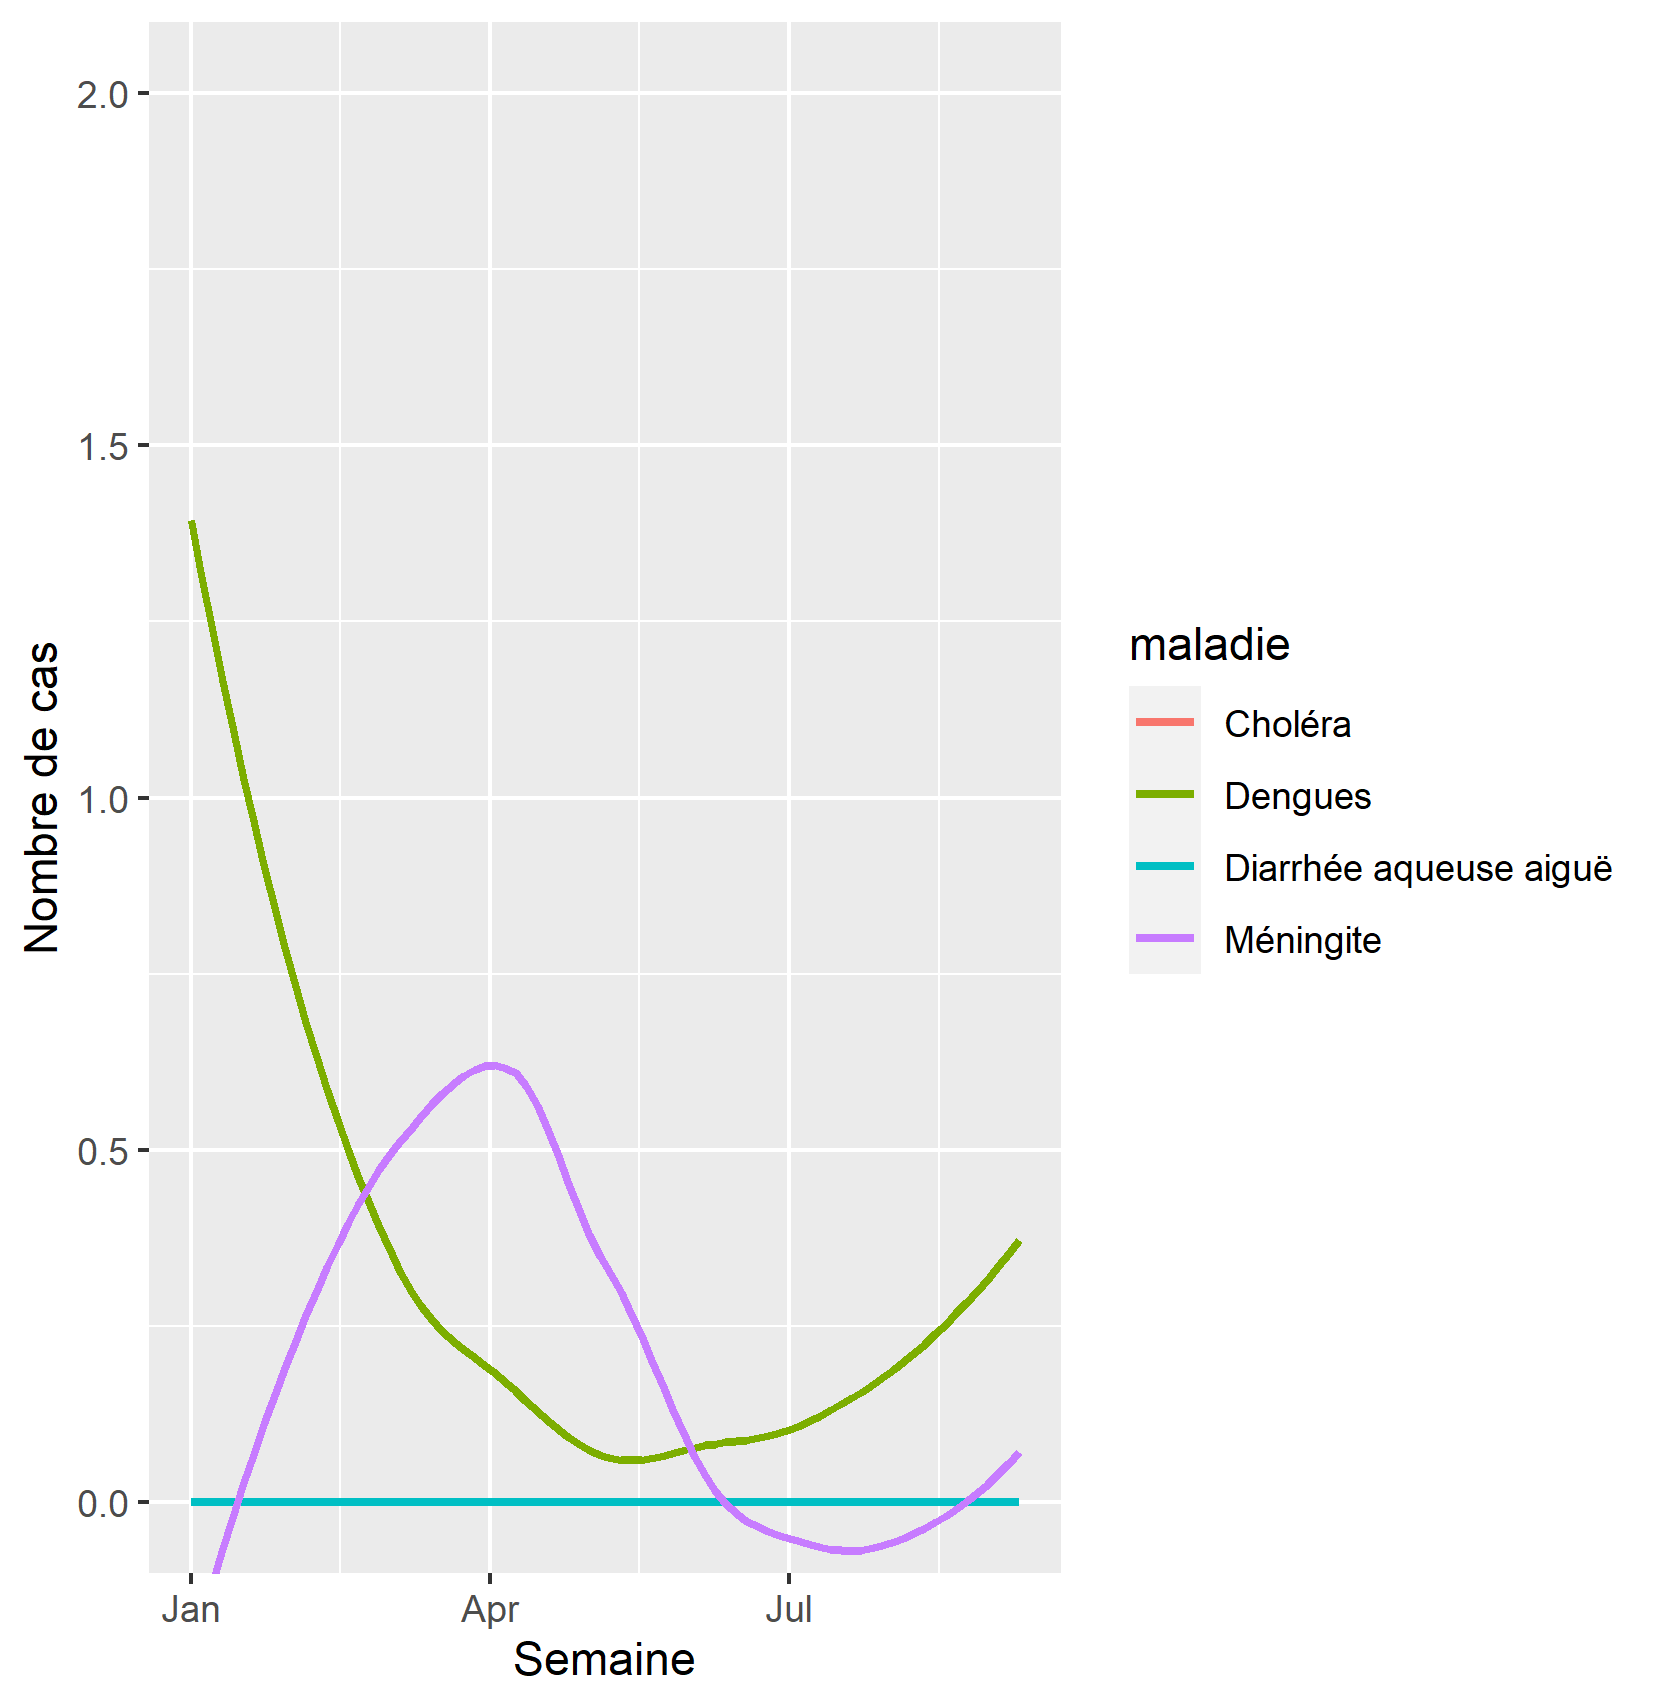 2.0
1.5
1.0
0.5
0.0
Nombre de cas
Jan Apr Jul
Semaine
maladie
Choléra
Dengues
Diarrhée aqueuse aiguë
Méningite